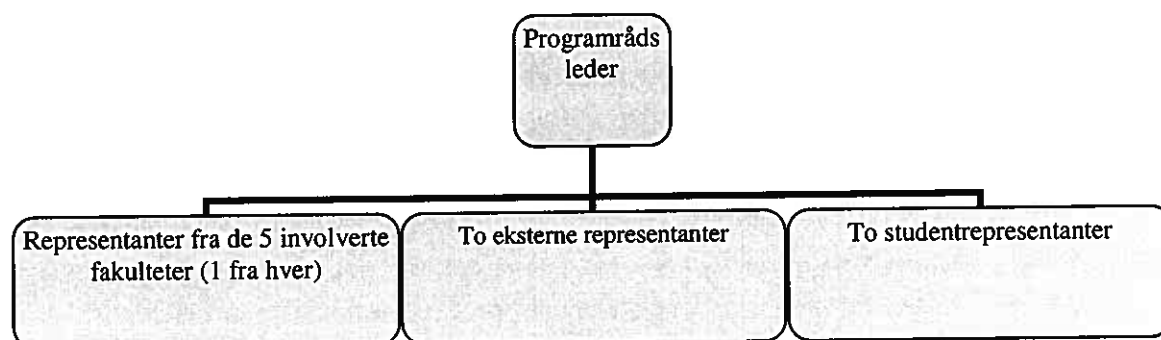 Programråds
leder
Representanter fra de 5 involverte
fakulteter (1 fra hver)
To eksterne representanter
To studentrepresentanter